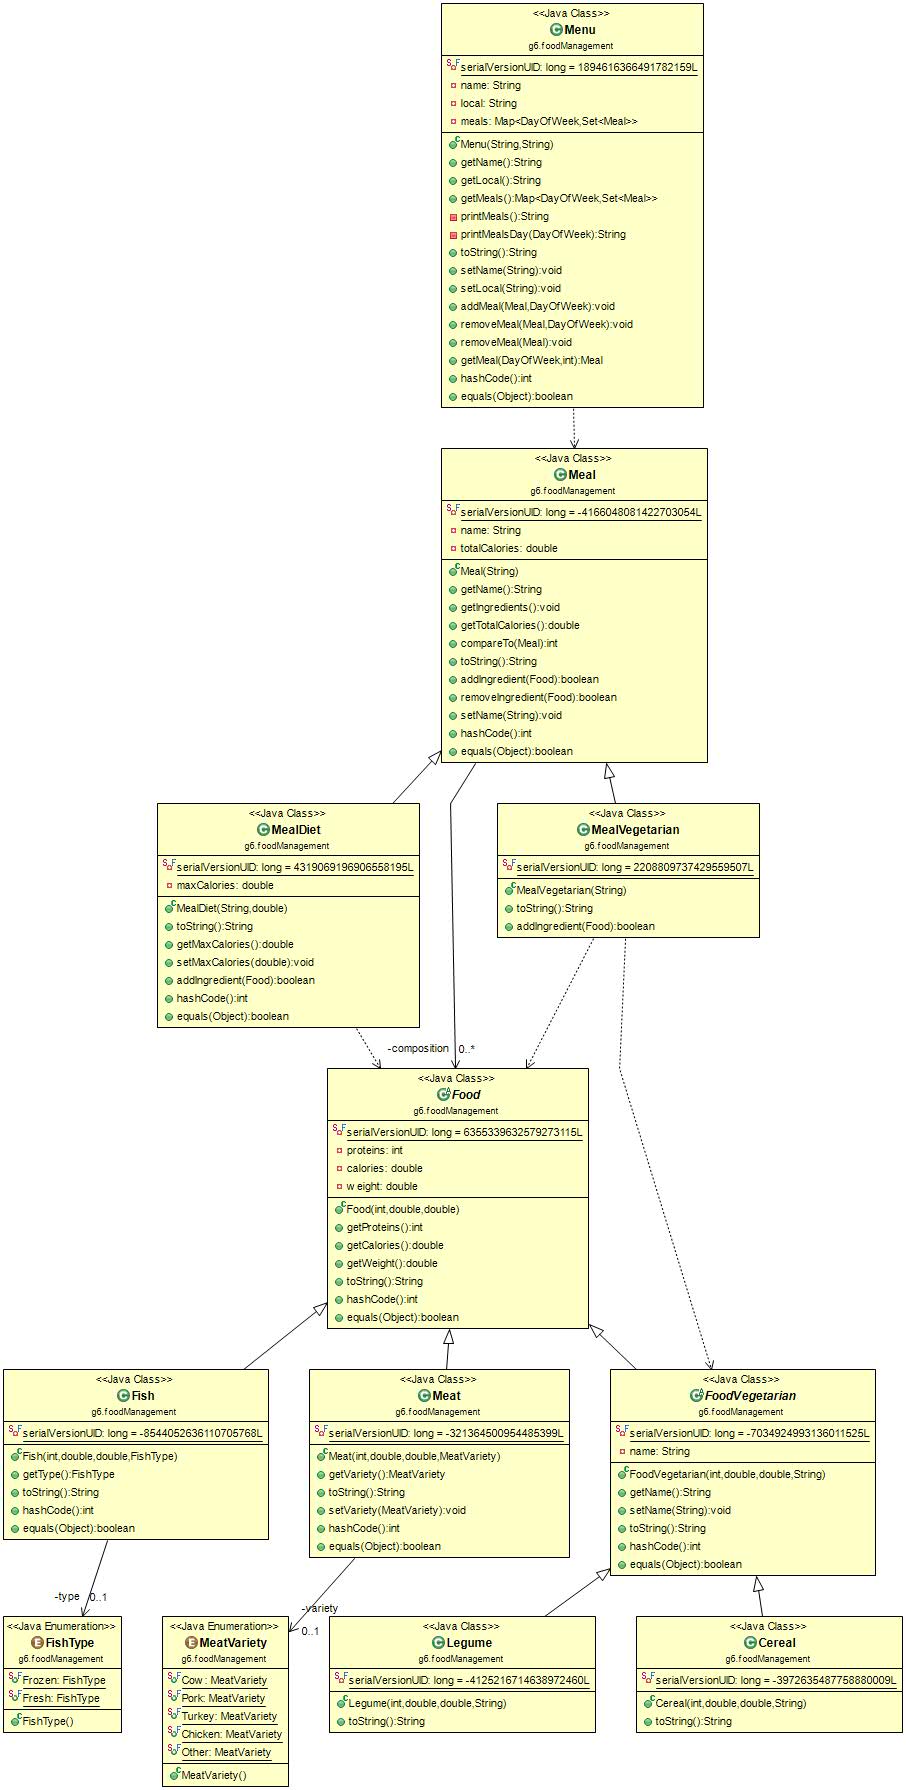 <<Java Class>>
Menu
g6.foodManagement
serialVersionUID: long = 1894616366491782159L
name: String
local: String
meals: Map<DayOfWeek,Set<Meal>>
Menu(String,String)
getName():String
getLocal():String
getMeals():Map<DayOfWeek,Set<Meal>>
printMeals():String
printMealsDay(DayOfWeek):String
toString():String
setName(String):void
setLocal(String):void
addMeal(Meal,DayOfWeek):void
removeMeal(Meal,DayOfWeek):void
removeMeal(Meal):void
getMeal(DayOfWeek,int):Meal
hashCode():int
equals(Object):boolean
<<Java Class>>
Meal
g6.foodManagement
serialVersionUID: long = -4166048081422703054L
name: String
totalCalories: double
Meal(String)
getName():String
getIngredients():void
getTotalCalories():double
compareTo(Meal):int
toString():String
addIngredient(Food):boolean
removeIngredient(Food):boolean
setName(String):void
hashCode():int
equals(Object):boolean
<<Java Class>>
MealDiet
g6.foodManagement
serialVersionUID: long = 4319069196906558195L
maxCalories: double
MealDiet(String,double)
toString():String
getMaxCalories():double
setMaxCalories(double):void
addIngredient(Food):boolean
hashCode():int
equals(Object):boolean
<<Java Class>>
MealVegetarian
g6.foodManagement
serialVersionUID: long = 2208809737429559507L
MealVegetarian(String)
toString():String
addIngredient(Food):boolean
-composition 0..*
<<Java Class>>
Food
g6.foodManagement
serialVersionUID: long = 6355339632579273115L
proteins: int
calories: double
weight: double
Food(int,double,double)
getProteins():int
getCalories():double
getWeight():double
toString():String
hashCode():int
equals(Object):boolean
<<Java Class>>
Fish
g6.foodManagement
serialVersionUID: long = -8544052636110705768L
Fish(int,double,double,FishType)
getType():FishType
toString():String
hashCode():int
equals(Object):boolean
<<Java Class>>
Meat
g6.foodManagement
serialVersionUID: long = -321364500954485399L
Meat(int,double,double,MeatVariety)
getVariety():MeatVariety
toString():String
setVariety(MeatVariety):void
hashCode():int
equals(Object):boolean
<<Java Class>>
FoodVegetarian
g6.foodManagement
serialVersionUID: long = -7034924993136011525L
name: String
FoodVegetarian(int,double,double,String)
getName():String
setName(String):void
toString():String
hashCode():int
equals(Object):boolean
-type 0..1
-variety
0..1
<<Java Enumeration>>
FishType
g6.foodManagement
Frozen: FishType
Fresh: FishType
FishType()
<<Java Enumeration>>
MeatVariety
g6.foodManagement
Cow: MeatVariety
Pork: MeatVariety
Turkey: MeatVariety
Chicken: MeatVariety
Other: MeatVariety
MeatVariety()
<<Java Class>>
Legume
g6.foodManagement
serialVersionUID: long = -4125216714638972460L
Legume(int,double,double,String)
toString():String
<<Java Class>>
Cereal
g6.foodManagement
serialVersionUID: long = -3972635487758880009L
Cereal(int,double,double,String)
toString():String